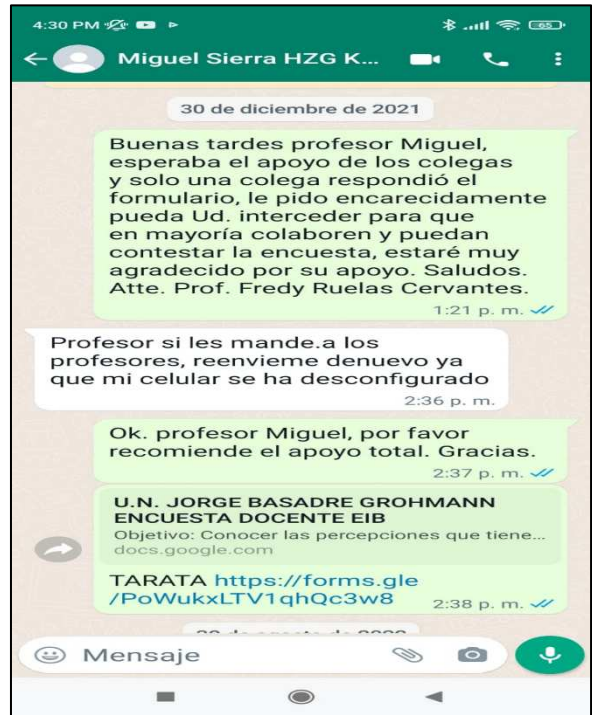 4:30 PM
65
Miguel Sierra HZG K...
30 de diciembre de 2021
Buenas tardes profesor Miguel,
esperaba el apoyo de los colegas
y solo una colega respondió el
formulario, le pido encarecidamente
pueda Ud. interceder para que
en mayoría colaboren y puedan
contestar la encuesta, estaré muy
agradecido por su apoyo. Saludos.
Atte. Prof. Fredy Ruelas Cervantes.
1:21 p. m.
Profesor si les mande.a los
profesores, reenvieme denuevo ya
que mi celular se ha desconfigurado
2:36 p. m.
Ok. profesor Miguel, por favor
recomiende el apoyo total. Gracias.
2:37 p. m.
U.N. JORGE BASADRE GROHMANN
ENCUESTA DOCENTE EIB
Objetivo: Conocer las percepciones que tiene...
docs.google.com
TARATA https://forms.gle
/PoWukxLTV1qhQc3w8
2:38 p. m.
Mensaje